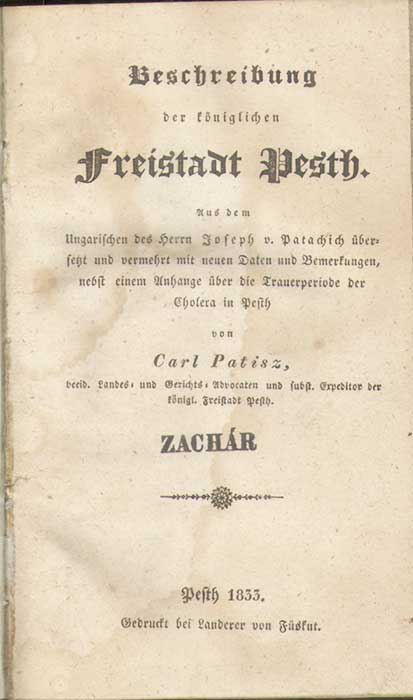 Beschreibung
der königlichen
Freistadt Pesth.
Aus dem
Ungarischen des Herrn Joseph v. Patachich über-
setzt und vermehrt mit neuen Daten und Bemerkungen,
nebst einem Anhange über die Trauerperiode der
Cholera in Pesth
von
Carl Patisz,
beeid. Landes- und Gerichts-Advocaten und subst. Expeditor der
königl. Freistadt Pesth.
ZACHÁR
Pesth 1833.
Gedruckt bei Landerer von Füskut.